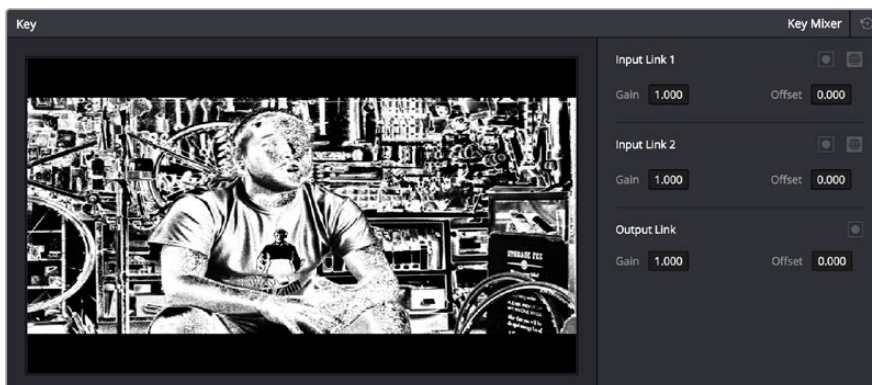 Key
Key Mixer
Input Link 1
Gain 1.000 Offset 0.000
Input Link 2
Gain 1.000 Offset 0.000
Output Link
Gain 1.000 Offset 0.000
STORAGE FEE